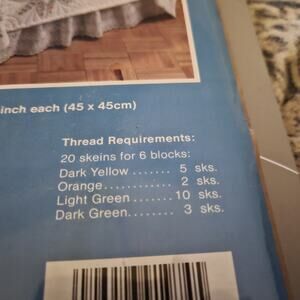 inch each (45 x 45cm)
Thread Requirements:
20 skeins for 6 blocks:
Dark Yellow....... 5 sks.
Orange............ 2 sks.
Light Green.......10 sks.
Dark Green........ 3 sks.